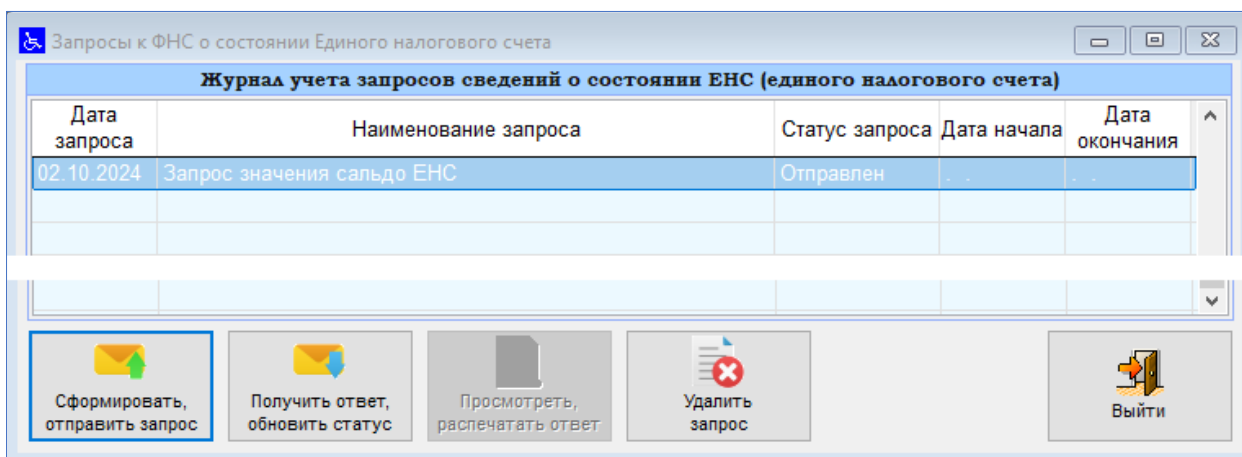 Запросы к ФНС о состоянии Единого налогового счета
Журнал учета запросов сведений о состоянии ЕНС (единого налогового счета)
Дата запроса Наименование запроса Статус запроса Дата начала Дата окончания
02.10.2024 Запрос значения сальдо ЕНС Отправлен . . . .
Сформировать, отправить запрос
Получить ответ, обновить статус
Просмотреть, распечатать ответ
Удалить запрос
Выйти